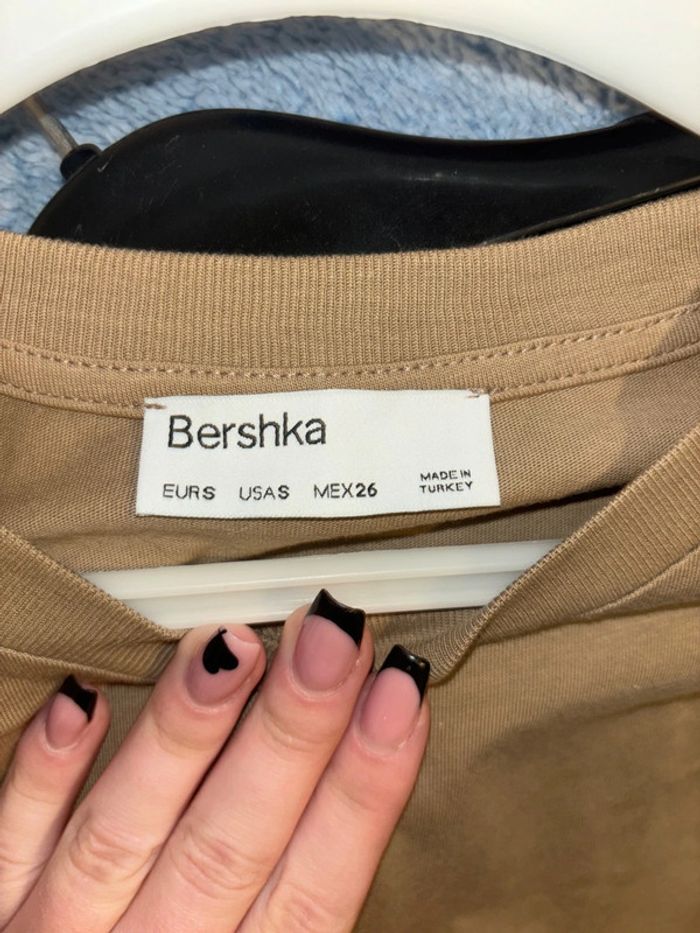 Bershka
EUR S USA S MEX 26
MADE IN
TURKEY